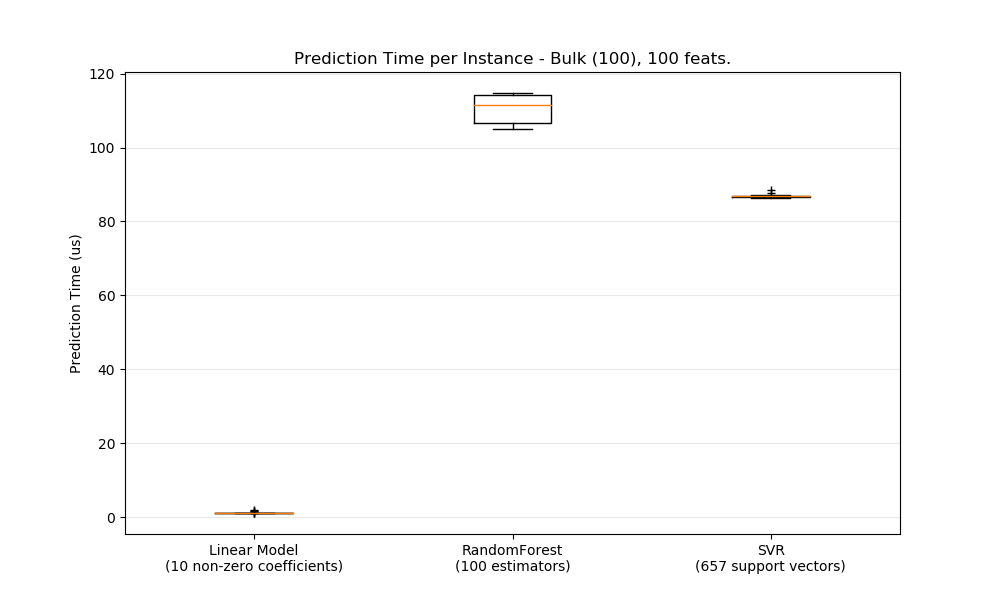 Prediction Time per Instance - Bulk (100), 100 feats.
Prediction Time (us)
120
100
80
60
40
20
0
Linear Model
(10 non-zero coefficients)
RandomForest
(100 estimators)
SVR
(657 support vectors)